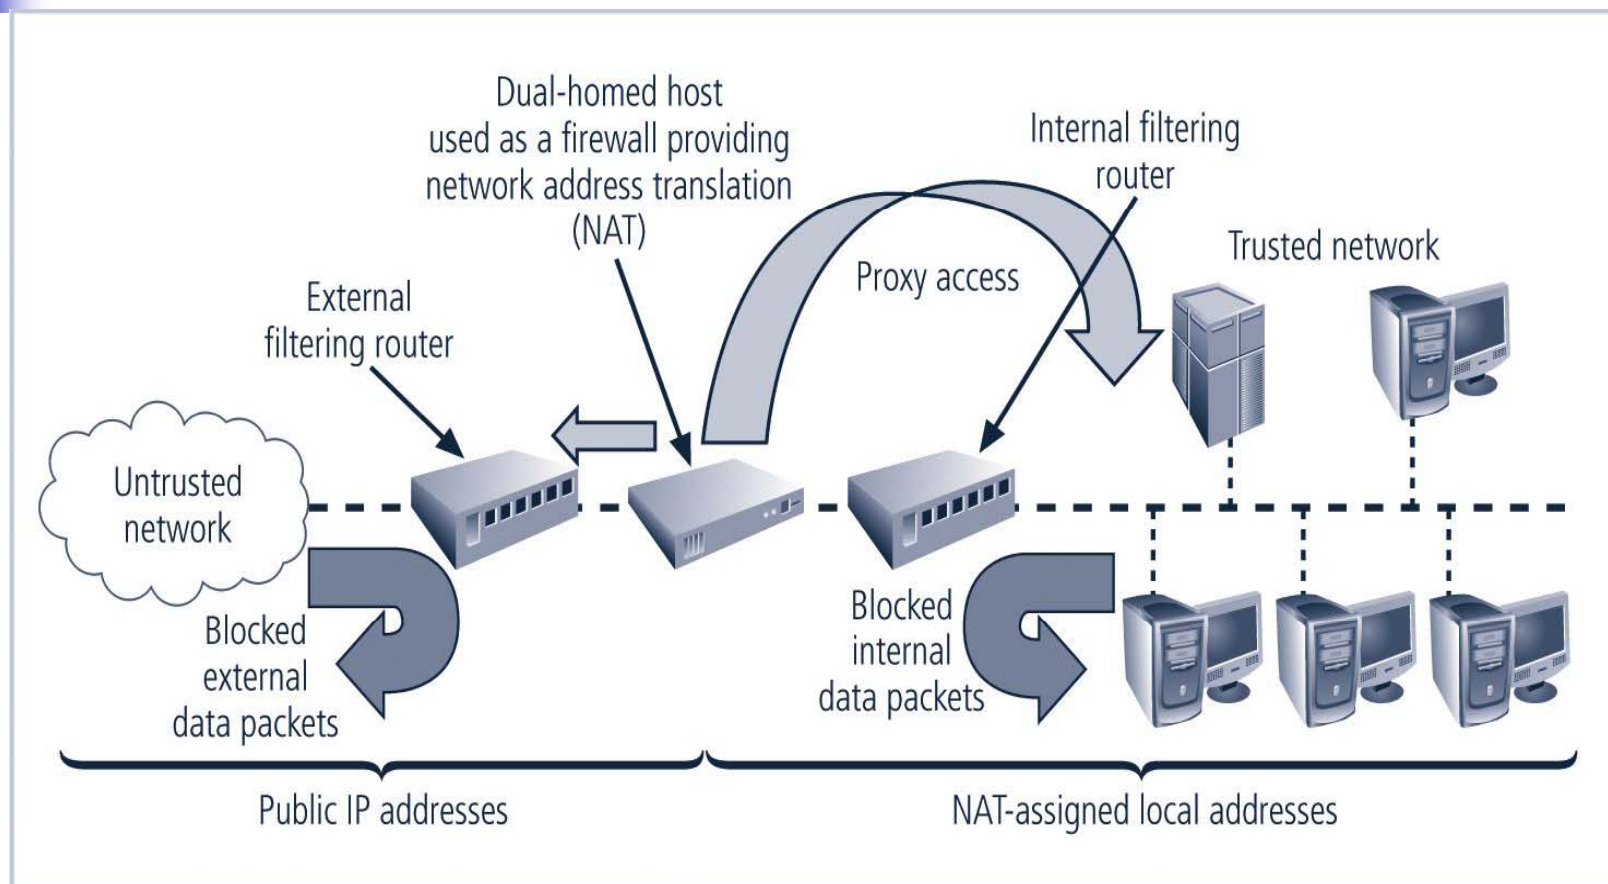 Dual-homed host
used as a firewall providing
network address translation
(NAT)
Internal filtering
router
Trusted network
Proxy access
External
filtering router
Untrusted
network
Blocked
external
data packets
Blocked
internal
data packets
Public IP addresses
NAT-assigned local addresses